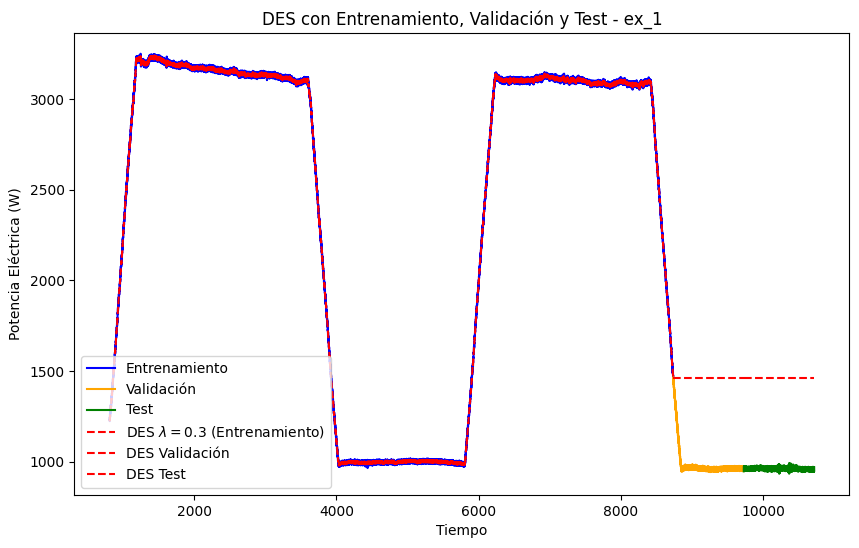 DES con Entrenamiento, Validación y Test - ex_1
Potencia Eléctrica (W)
3000
2500
2000
1500
1000
Entrenamiento
Validación
Test
DES λ = 0.3 (Entrenamiento)
DES Validación
DES Test
2000 4000 6000 8000 10000
Tiempo